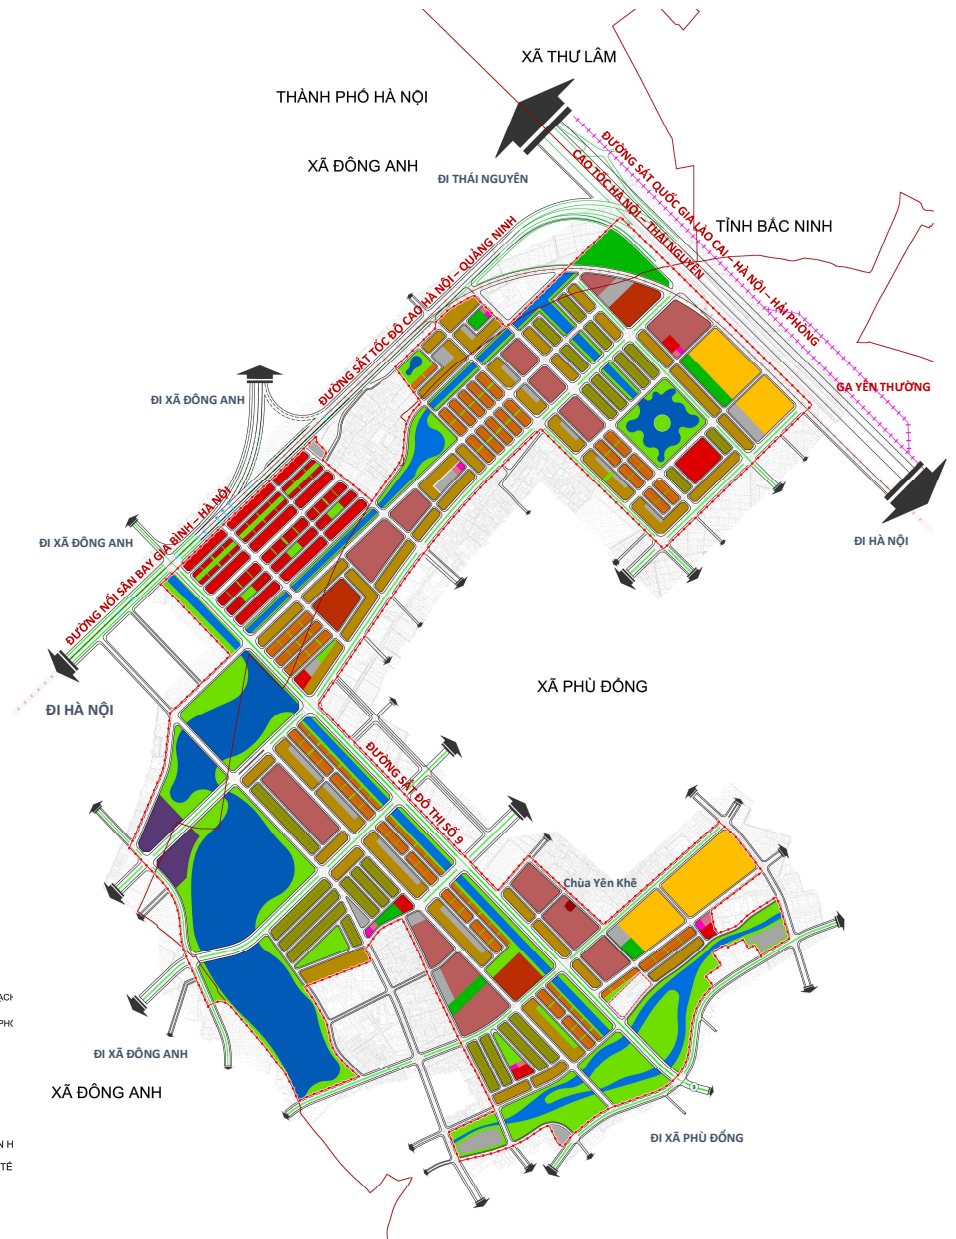 XÃ THƯ LÂM
THÀNH PHỐ HÀ NỘI
XÃ ĐÔNG ANH
ĐI THÁI NGUYÊN
ĐƯỜNG SẮT QUỐC GIA LÀO CAI – HÀ NỘI – HẢI PHÒNG
CAO TỐC HÀ NỘI – THÁI NGUYÊN
TỈNH BẮC NINH
ĐƯỜNG SẮT TỐC ĐỘ CAO HÀ NỘI – QUẢNG NINH
GA YÊN THƯỜNG
ĐI XÃ ĐÔNG ANH
ĐƯỜNG NỐI SÂN BAY GIA BÌNH – HÀ NỘI
ĐI XÃ ĐÔNG ANH
ĐI HÀ NỘI
XÃ PHÙ ĐỔNG
ĐI HÀ NỘI
ĐƯỜNG SẮT ĐÔ THỊ SỐ 9
Chùa Yên Khê
ĐI XÃ ĐÔNG ANH
XÃ ĐÔNG ANH
ĐI XÃ PHÙ ĐỔNG
N H
TẾ